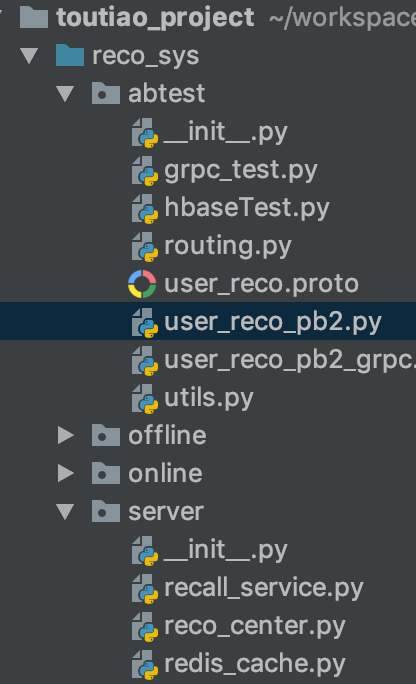 toutiao_project ~/workspace
reco_sys
abtest
__init__.py
grpc_test.py
hbaseTest.py
routing.py
user_reco.proto
user_reco_pb2.py
user_reco_pb2_grpc.
utils.py
offline
online
server
__init__.py
recall_service.py
reco_center.py
redis_cache.py